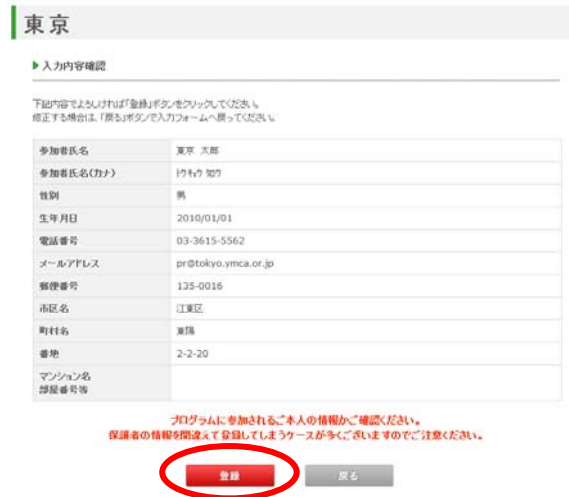 東京
入力内容確認
下記内容でよろしければ「登録」ボタンをクリックしてください。
修正する場合は、「戻る」ボタンで入力フォームへ戻ってください。
参加者氏名 東京 太郎
参加者氏名(カナ) ﾄｳｷｮｳ ﾀﾛｳ
性別 男
生年月日 2010/01/01
電話番号 03-3615-5562
メールアドレス pr@tokyo.ymca.or.jp
郵便番号 135-0016
市区名 江東区
町村名 東陽
番地 2-2-20
マンション名
部屋番号等
プログラムに参加されるご本人の情報かご確認ください。
保護者の情報を間違えて登録してしまうケースが多くございますのでご注意ください。
登録 戻る